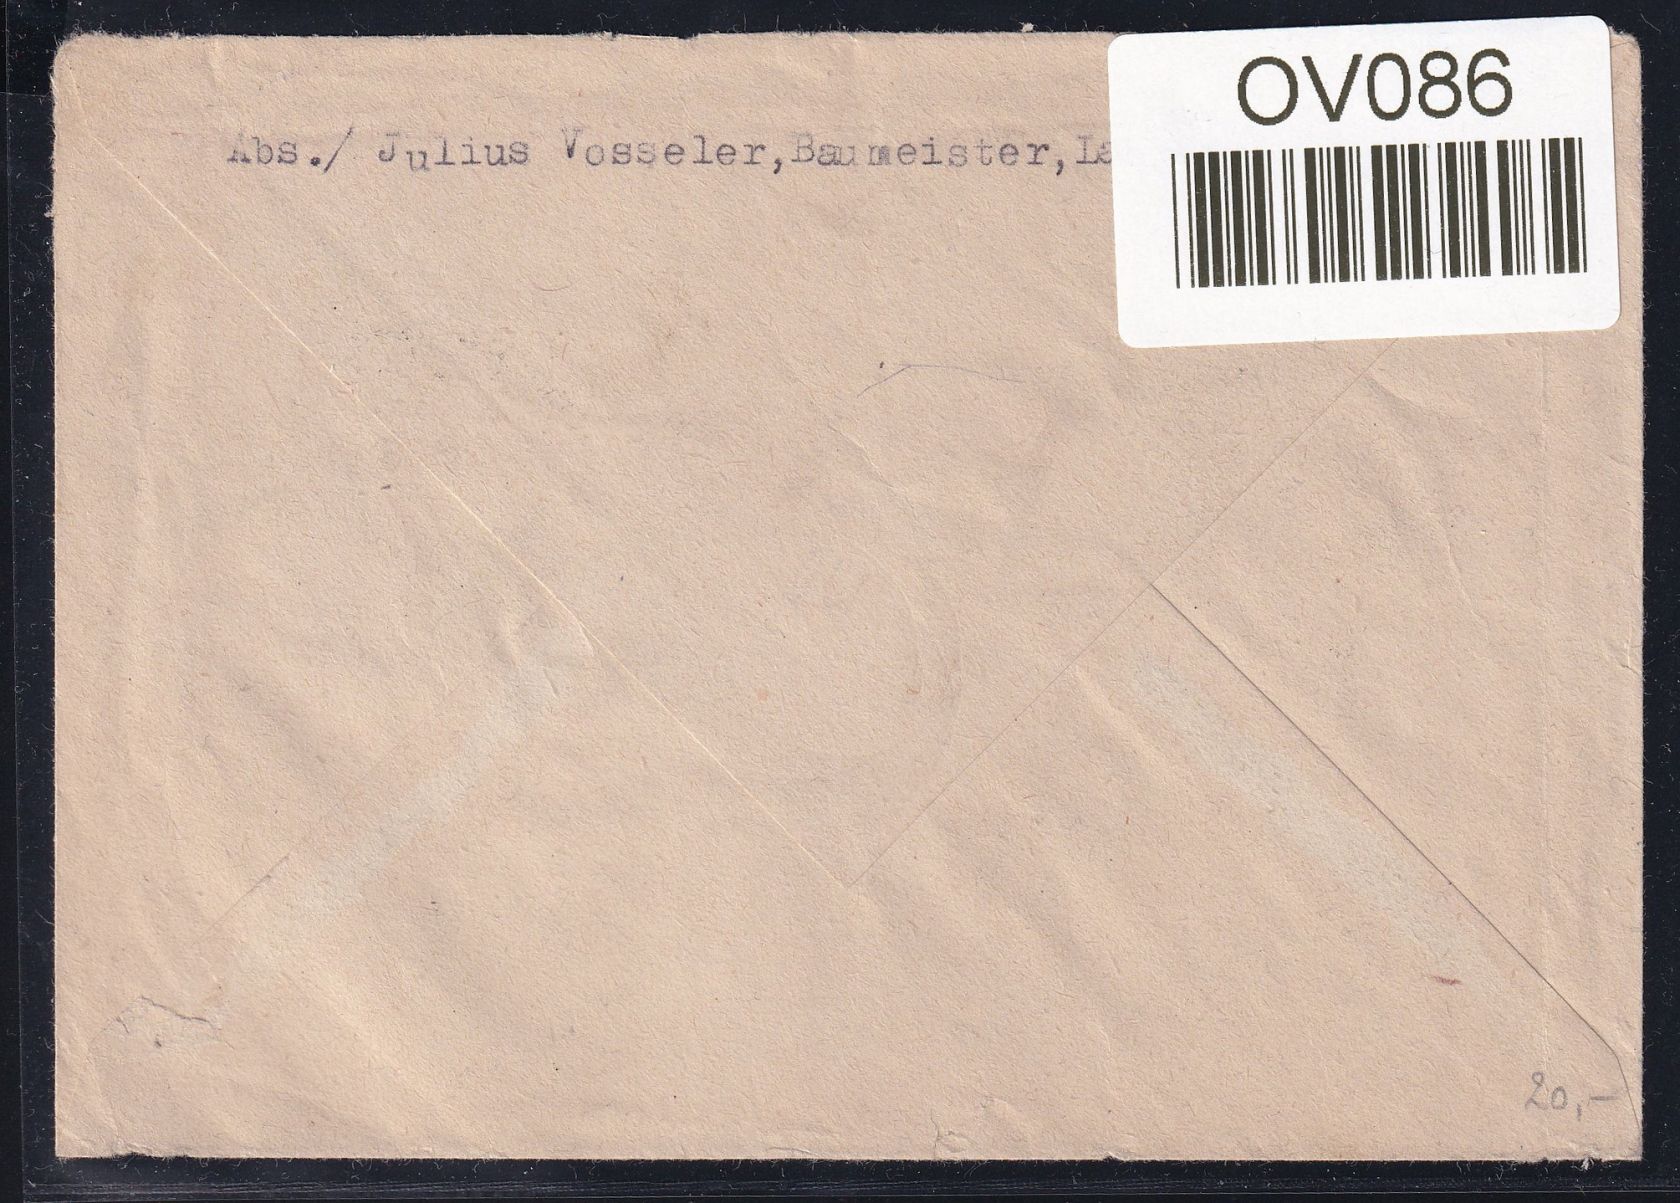 OV086
Abs./ Julius Vosseler,Baumeister,
20,-